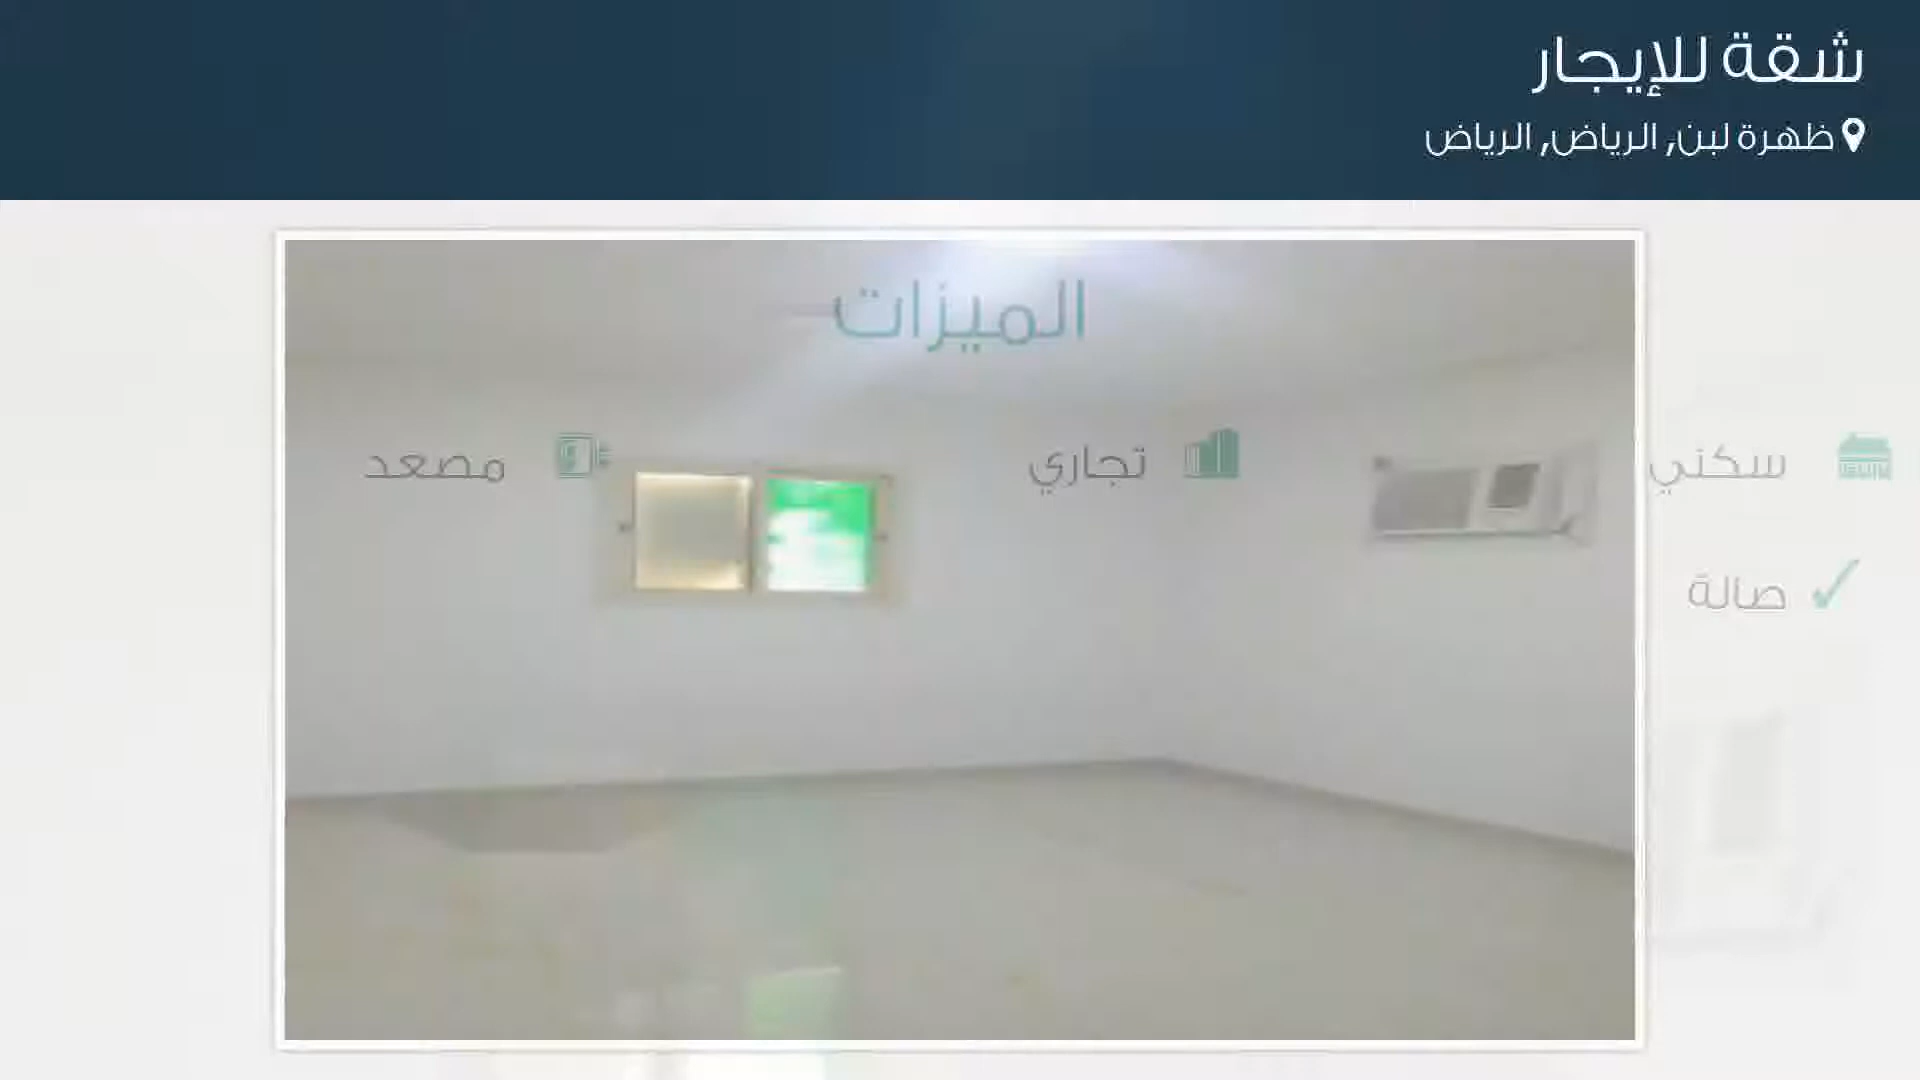 شقة للإيجار
ظهرة لبن, الرياض, الرياض
الميزات
سكني
تجاري
مصعد
صالة